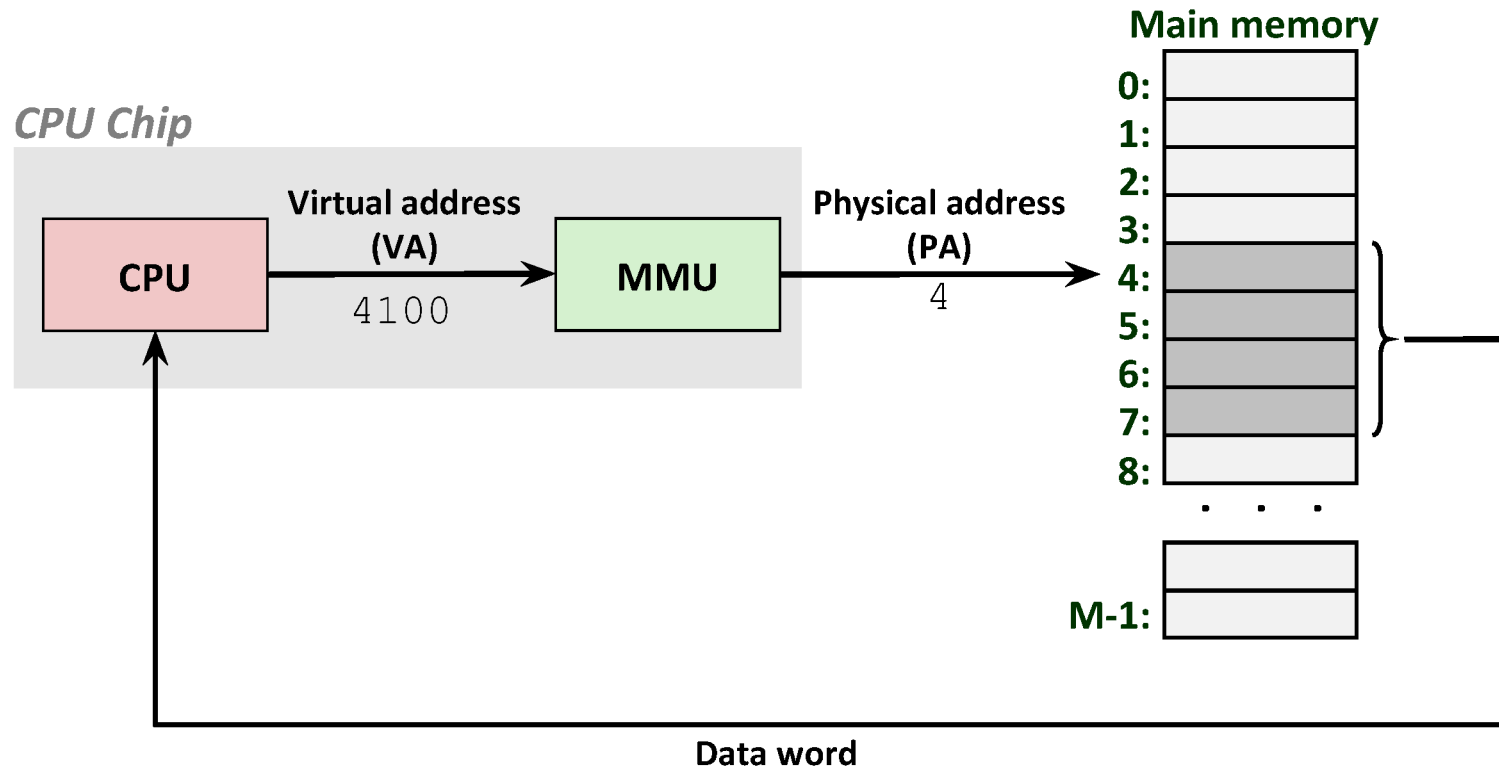 Main memory
CPU Chip
CPU
Virtual address
(VA)
4100
MMU
Physical address
(PA)
4
0:
1:
2:
3:
4:
5:
6:
7:
8:
. . .
M-1:
Data word